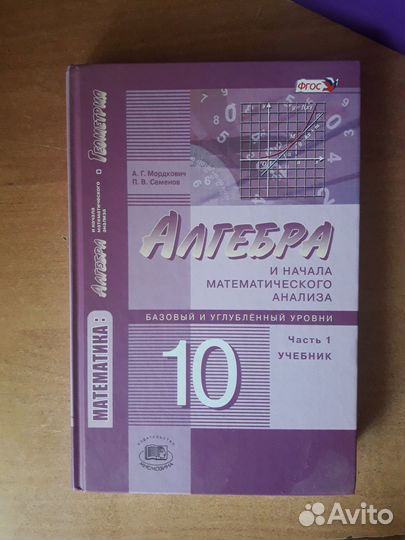 ФГОС
А. Г. Мордкович
П. В. Семенов
АЛГЕБРА
И НАЧАЛА
МАТЕМАТИЧЕСКОГО
АНАЛИЗА
БАЗОВЫЙ И УГЛУБЛЁННЫЙ УРОВНИ
10
Часть 1
УЧЕБНИК
ИЗДАТЕЛЬСТВО
МНЕМОЗИНА
МАТЕМАТИКА:
АЛГЕБРА
И НАЧАЛА
МАТЕМАТИЧЕСКОГО
АНАЛИЗА
ГЕОМЕТРИЯ
Avito